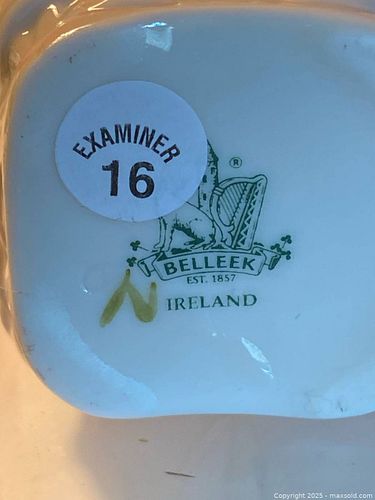 EXAMINER
16
®
BELLEEK
EST. 1857
IRELAND
N
Copyright 2025 - maxsold.com